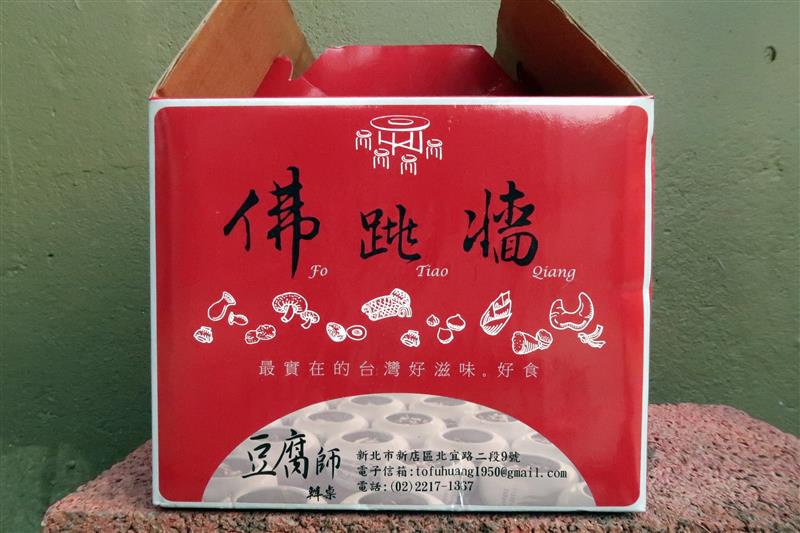 佛跳牆
Fo Tiao Qiang
最實在的台灣好滋味。好食
豆腐師
辦桌
新北市新店區北宜路二段9號
電子信箱:tofuhuang1950@gmail.com
電話:(02)2217-1337